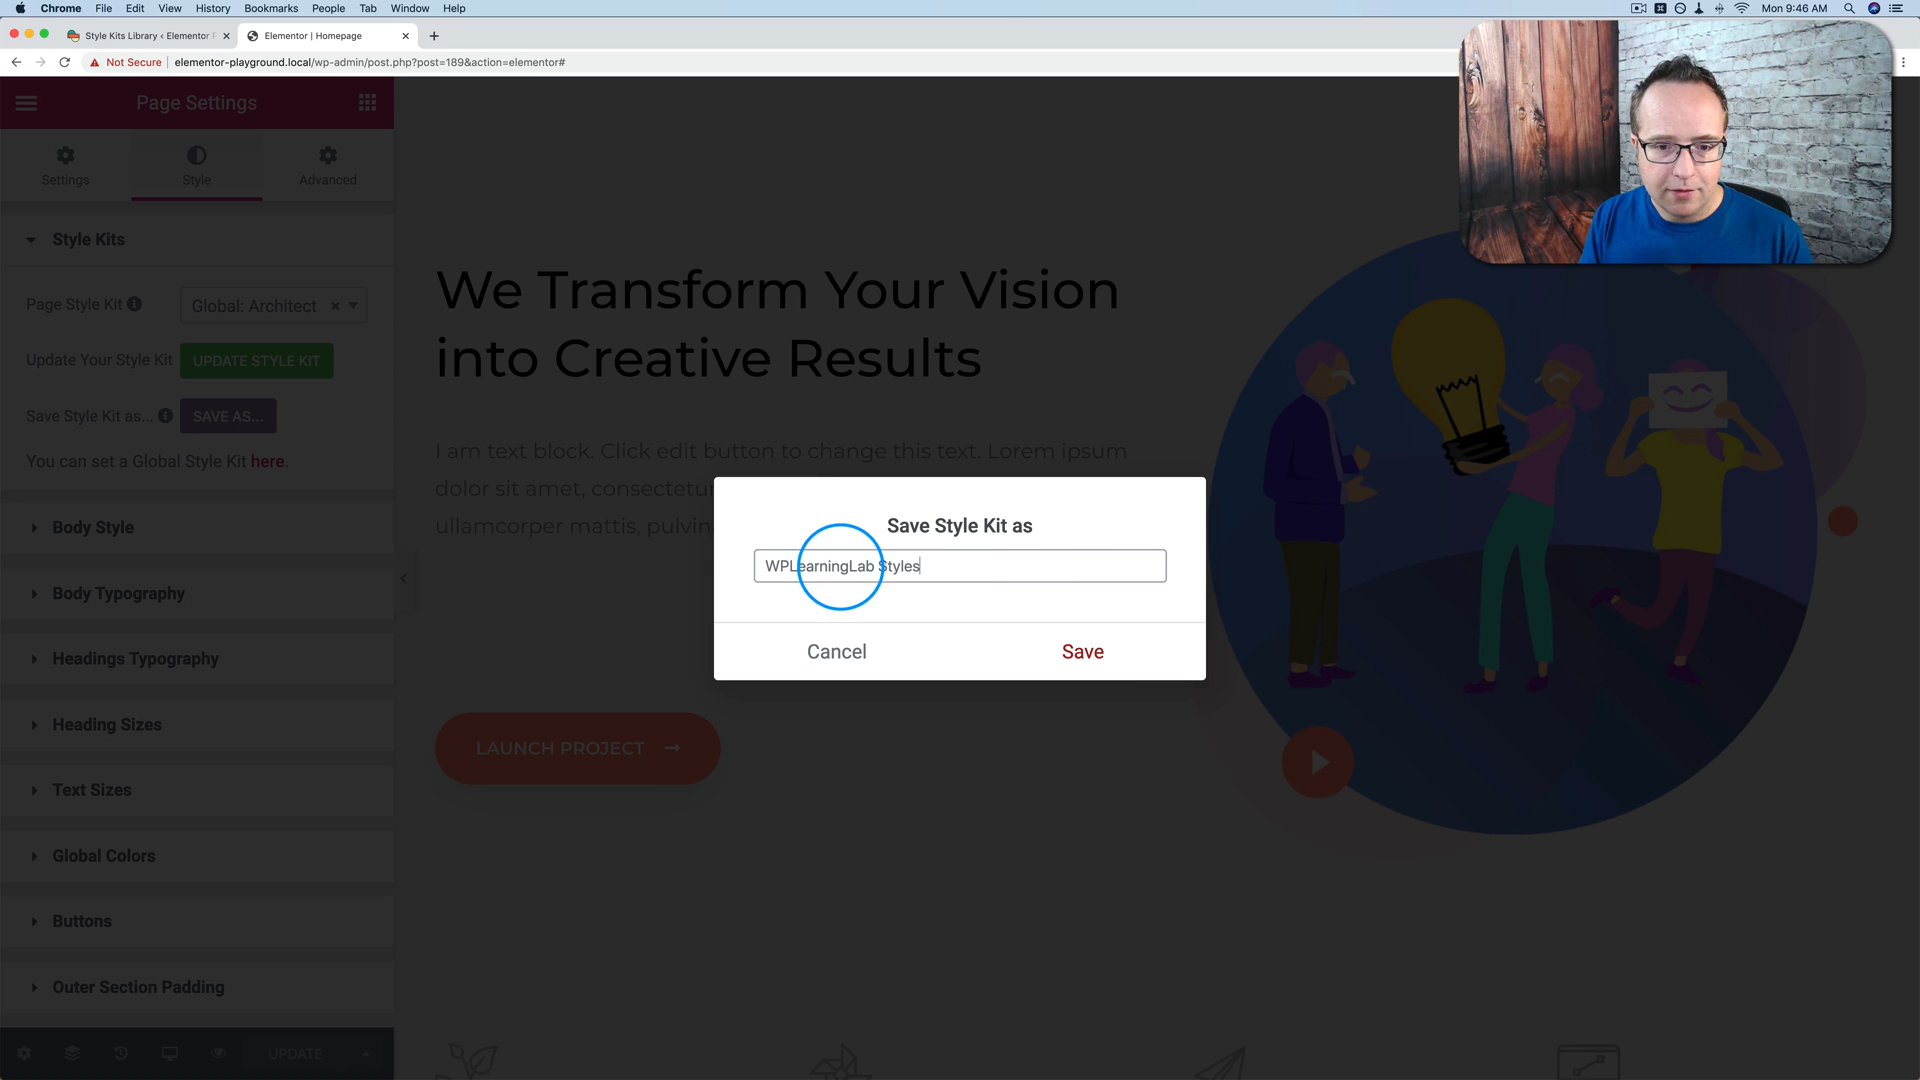 Chrome File Edit View History Bookmarks People Tab Window Help
Mon 9:46 AM
Style Kits Library ‹ Elementor
Elementor | Homepage
Not Secure
elementor-playground.local/wp-admin/post.php?post=189&action=elementor#
Page Settings
Settings
Style
Advanced
Style Kits
Page Style Kit
Global: Architect
Update Your Style Kit
UPDATE STYLE KIT
Save Style Kit as...
SAVE AS...
You can set a Global Style Kit here.
Body Style
Body Typography
Headings Typography
Heading Sizes
Text Sizes
Global Colors
Buttons
Outer Section Padding
UPDATE
We Transform Your Vision
into Creative Results
I am text block. Click edit button to change this text. Lorem ipsum
dolor sit amet, consectetur
ullamcorper mattis, pulvin
LAUNCH PROJECT
Save Style Kit as
WPLearningLab Styles
Cancel
Save